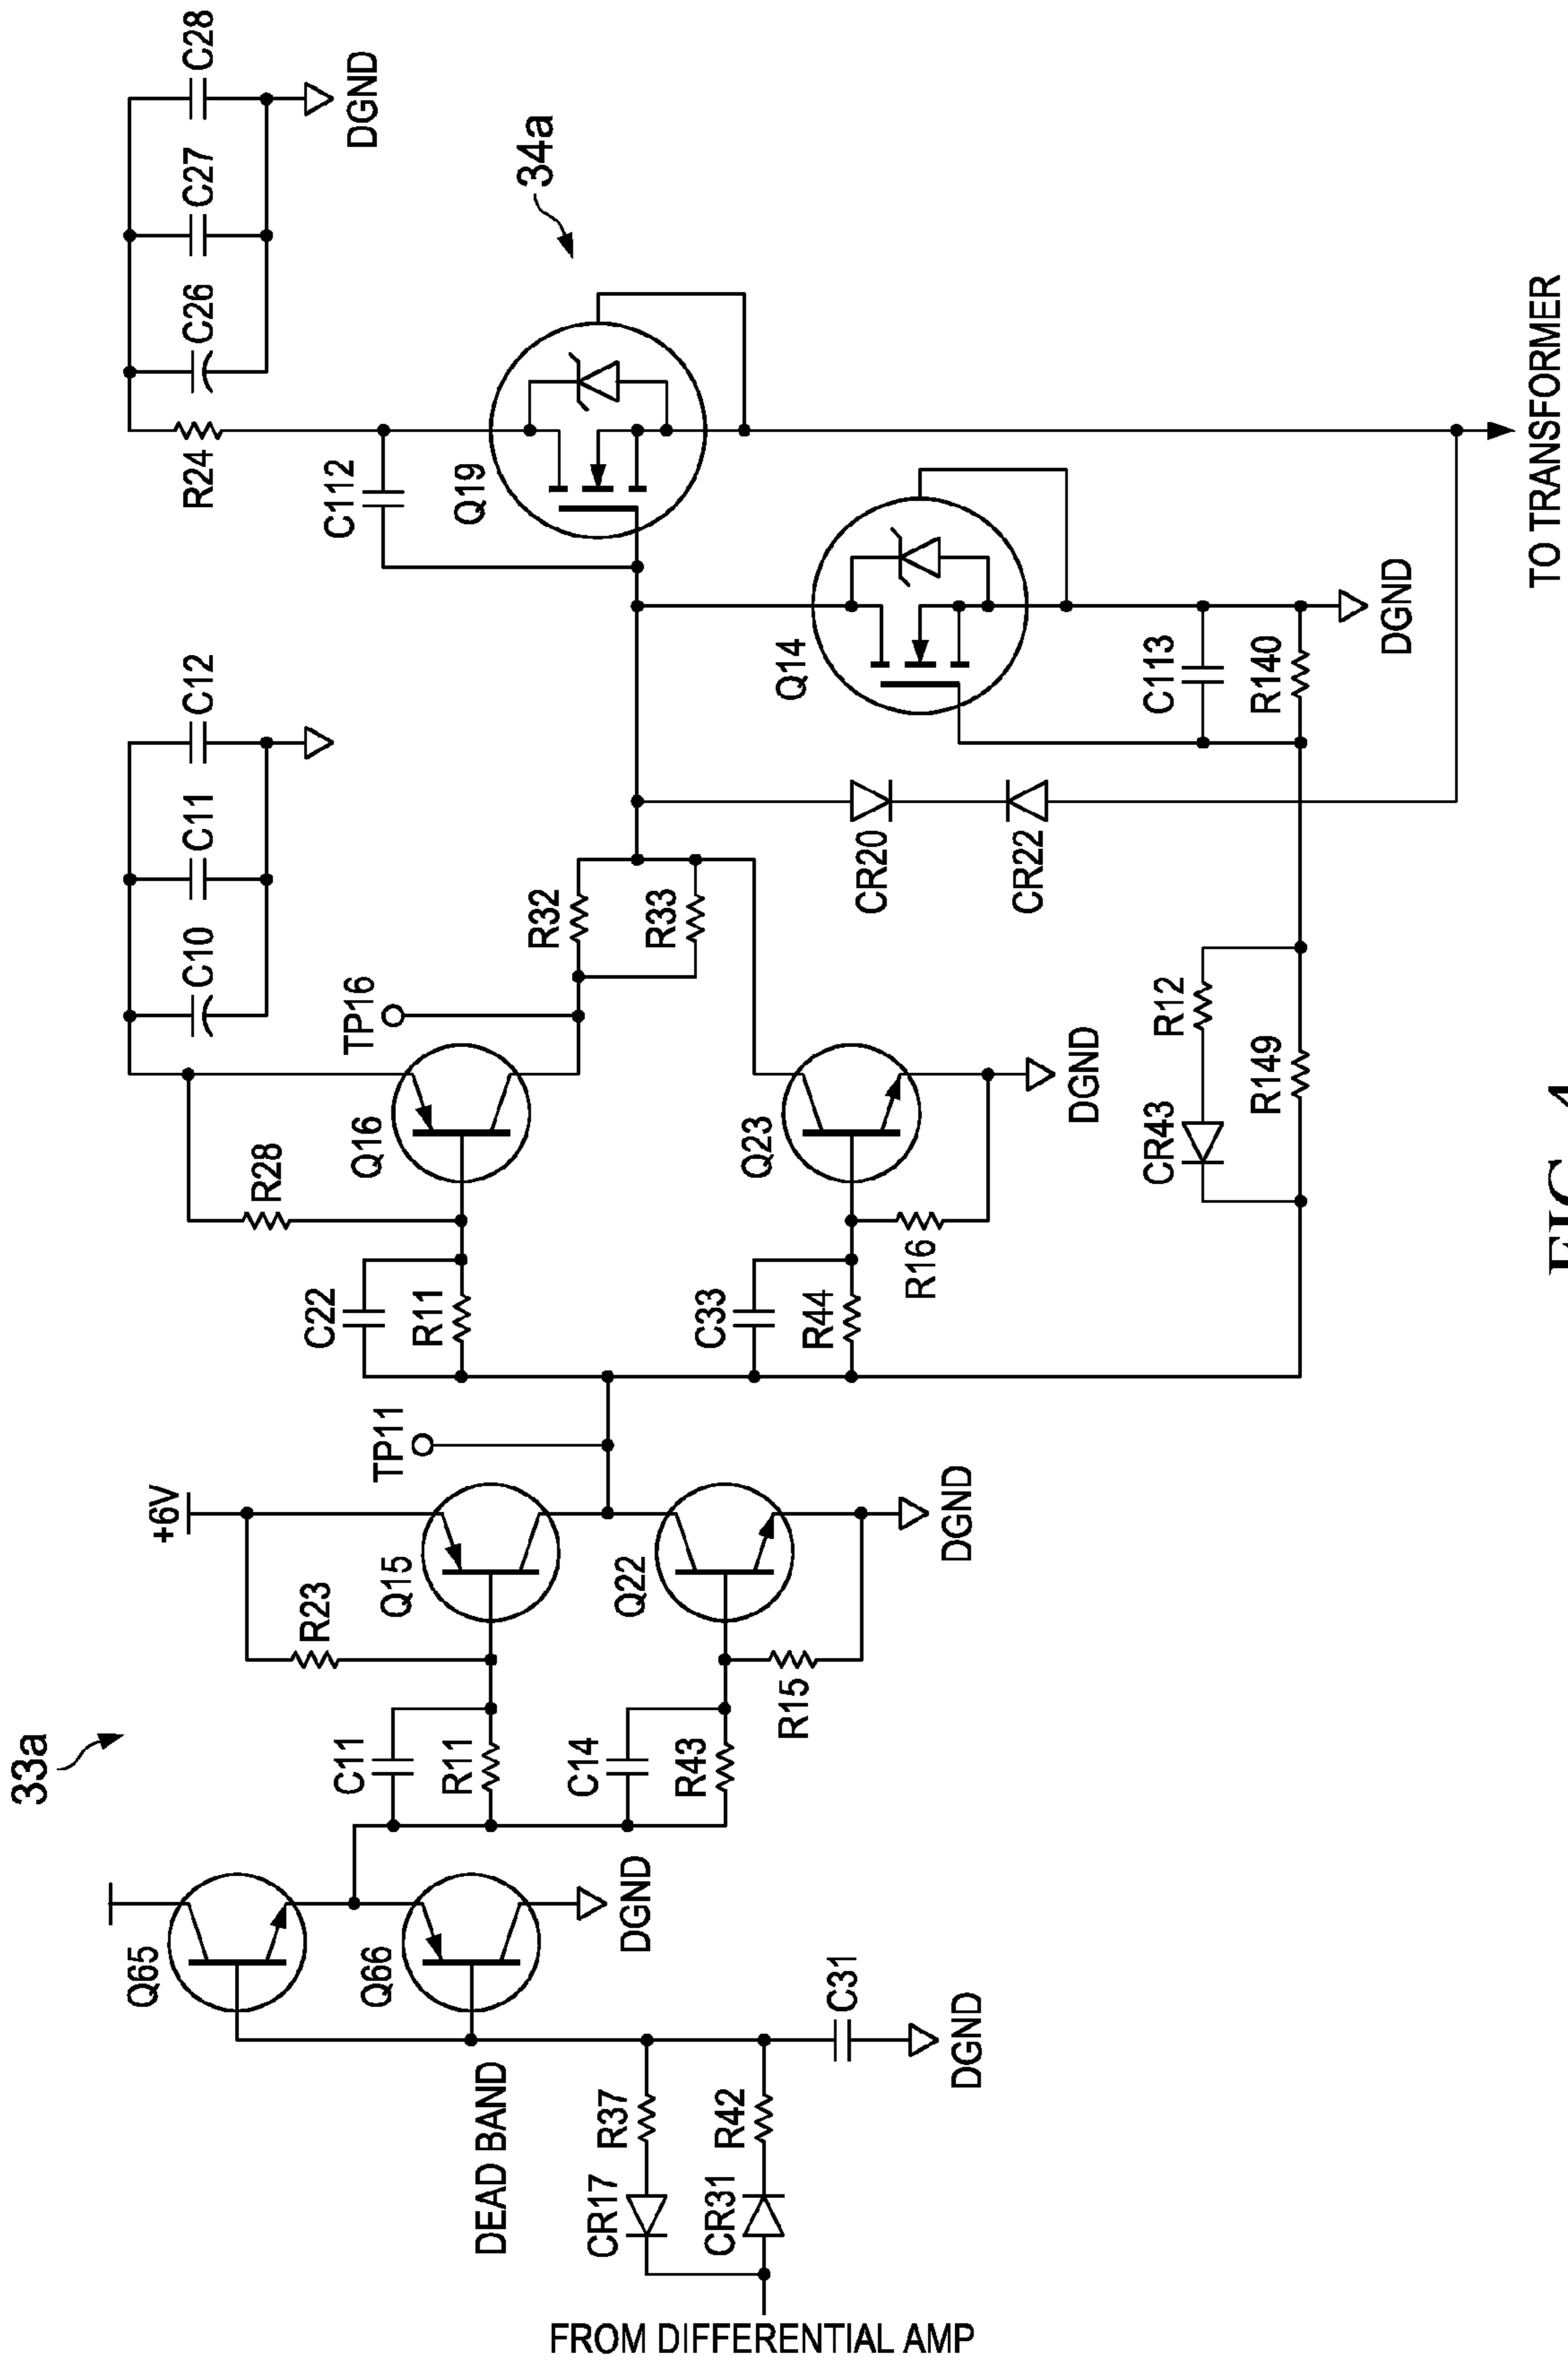 33a
Q65
Q66
DEAD BAND
DGND
CR17
R37
CR31
R42
C31
DGND
FROM DIFFERENTIAL AMP
C11
R11
C14
R43
R23
+6V
Q15
Q22
R15
DGND
TP11
C22
R11
C33
R44
R28
Q16
R16
Q23
DGND
TP16
C10
C11
C12
R32
R33
CR43
R12
R149
CR20
CR22
Q14
C113
R140
DGND
C112
R24
Q19
C26
C27
C28
DGND
34a
TO TRANSFORMER